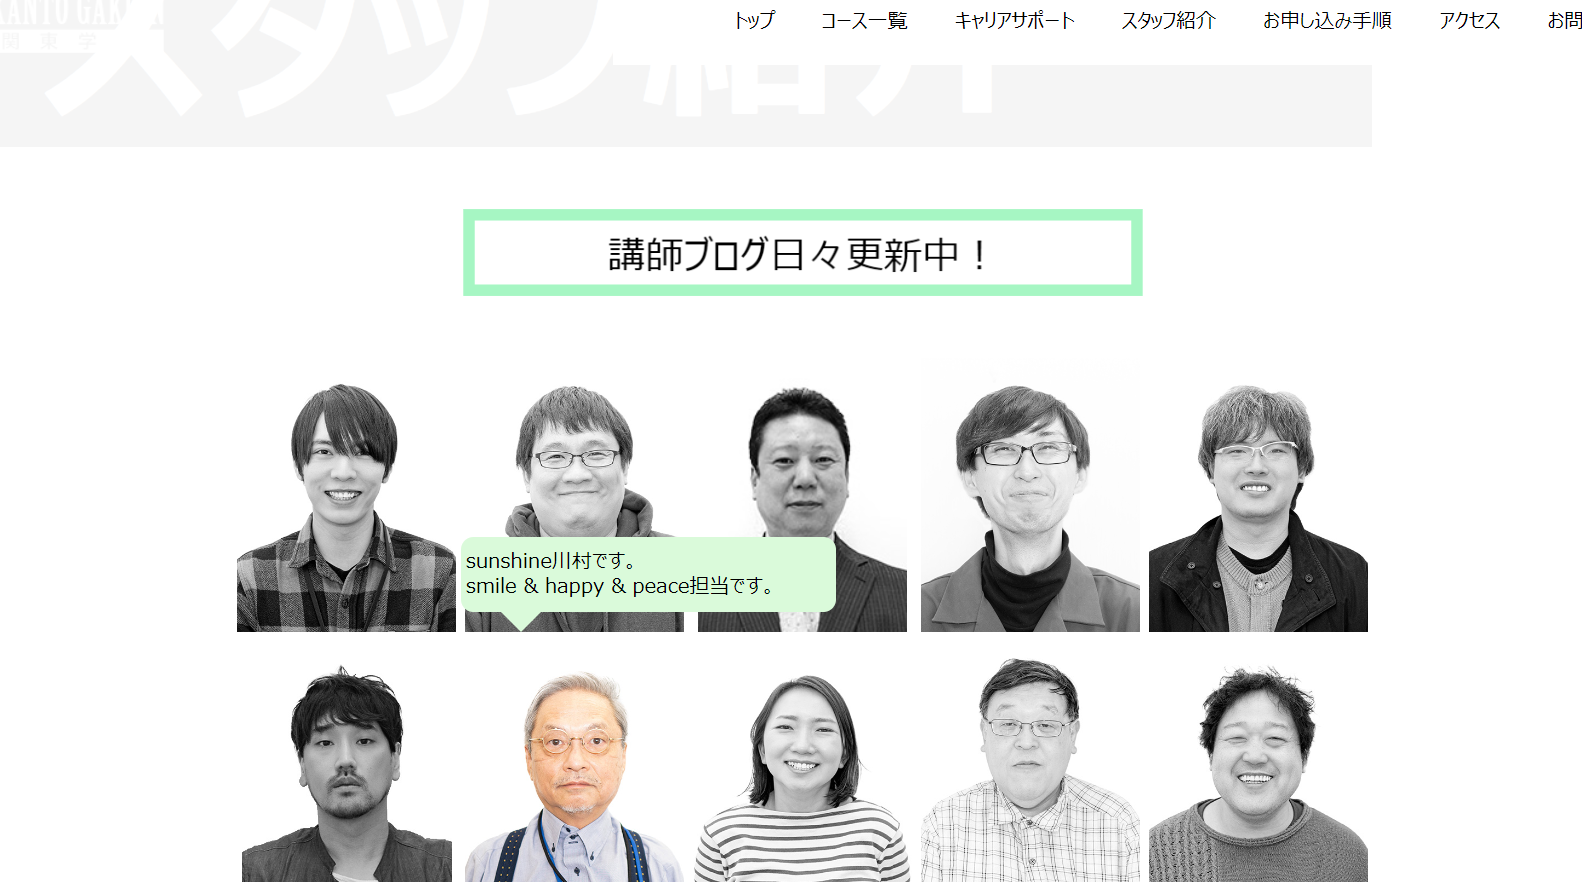 KANTO GAKUEN
関東学
トップ　コース一覧　キャリアサポート　スタッフ紹介　お申し込み手順　アクセス　お問
スタッフ紹介
講師ブログ日々更新中！
sunshine川村です。
smile & happy & peace担当です。